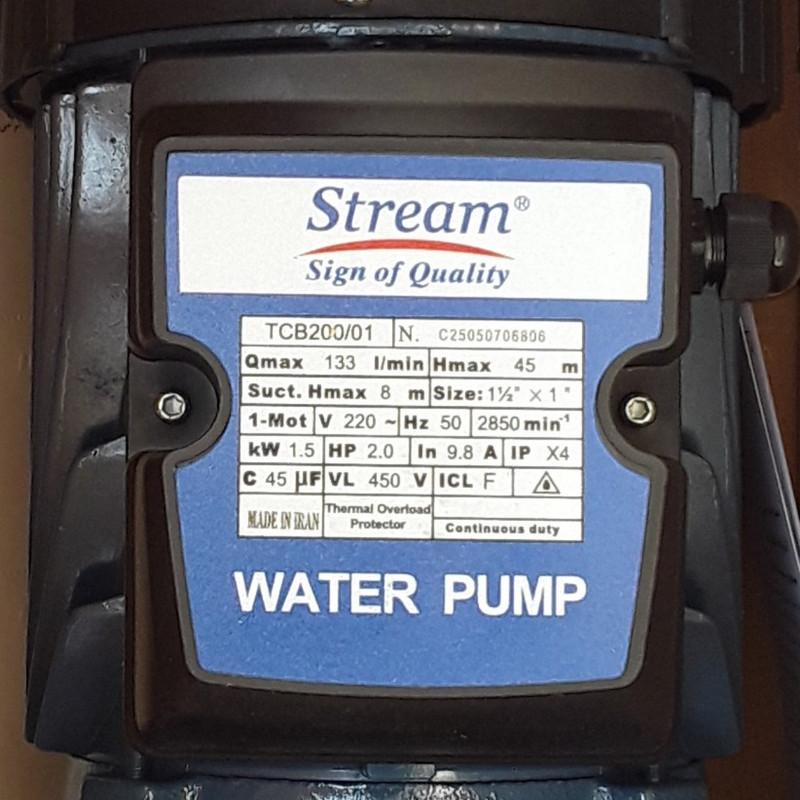 Stream®
Sign of Quality
TCB200/01 N. C25050706806
Qmax 133 l/min Hmax 45 m
Suct. Hmax 8 m Size: 1½" × 1"
1-Mot V 220 ~ Hz 50 2850 min⁻¹
kW 1.5 HP 2.0 In 9.8 A IP X4
C 45 µF VL 450 V ICL F
MADE IN IRAN Thermal Overload Protector Continuous duty
WATER PUMP